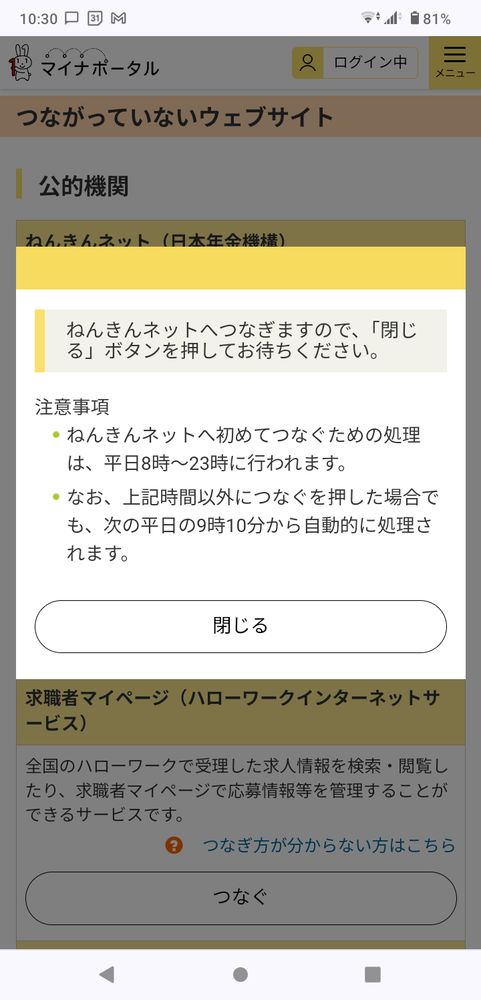 10:30 31 81%
マイナポータル ログイン中 メニュー
つながっていないウェブサイト
公的機関
ねんきんネット（日本年金機構）
ねんきんネットへつなぎますので、「閉じ
る」ボタンを押してお待ちください。
注意事項
ねんきんネットへ初めてつなぐための処理
は、平日8時〜23時に行われます。
なお、上記時間以外につなぐを押した場合で
も、次の平日の9時10分から自動的に処理さ
れます。
閉じる
求職者マイページ（ハローワークインターネットサ
ービス）
全国のハローワークで受理した求人情報を検索・閲覧し
たり、求職者マイページで応募情報等を管理することが
できるサービスです。
? つなぎ方が分からない方はこちら
つなぐ